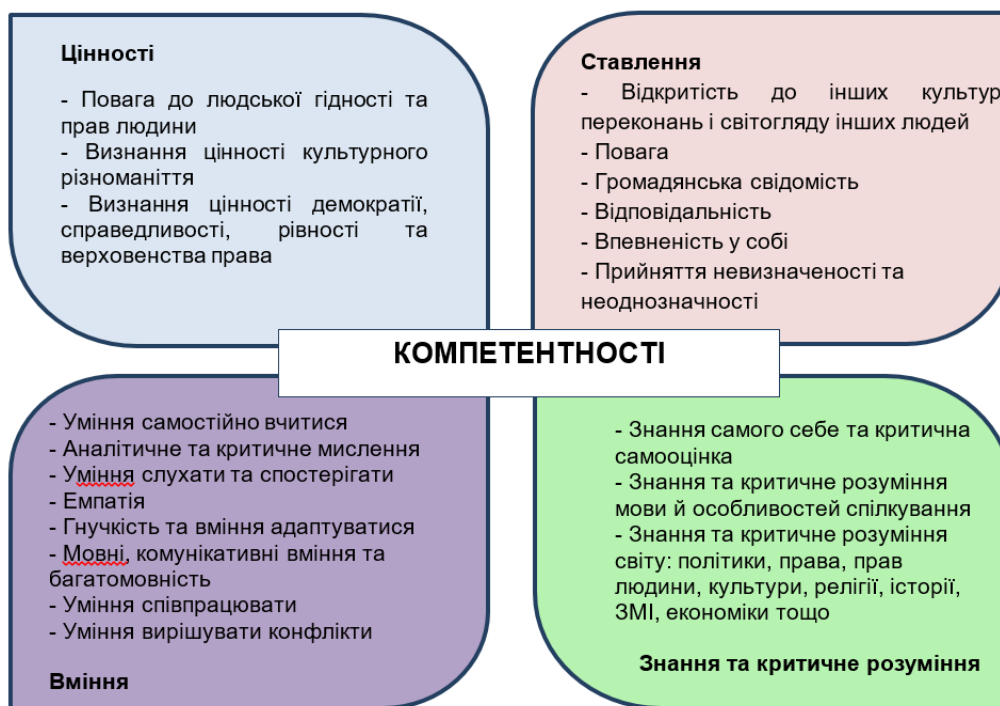 Цінності
- Повага до людської гідності та
прав людини
- Визнання цінності культурного
різноманіття
- Визнання цінності демократії,
справедливості, рівності та
верховенства права
Ставлення
- Відкритість до інших культур
переконань і світогляду інших людей
- Повага
- Громадянська свідомість
- Відповідальність
- Впевненість у собі
- Прийняття невизначеності та
неоднозначності
КОМПЕТЕНТНОСТІ
- Уміння самостійно вчитися
- Аналітичне та критичне мислення
- Уміння слухати та спостерігати
- Емпатія
- Гнучкість та вміння адаптуватися
- Мовні, комунікативні вміння та
багатомовність
- Уміння співпрацювати
- Уміння вирішувати конфлікти
Вміння
- Знання самого себе та критична
самооцінка
- Знання та критичне розуміння
мови й особливостей спілкування
- Знання та критичне розуміння
світу: політики, права, прав
людини, культури, релігії, історії,
ЗМІ, економіки тощо
Знання та критичне розуміння